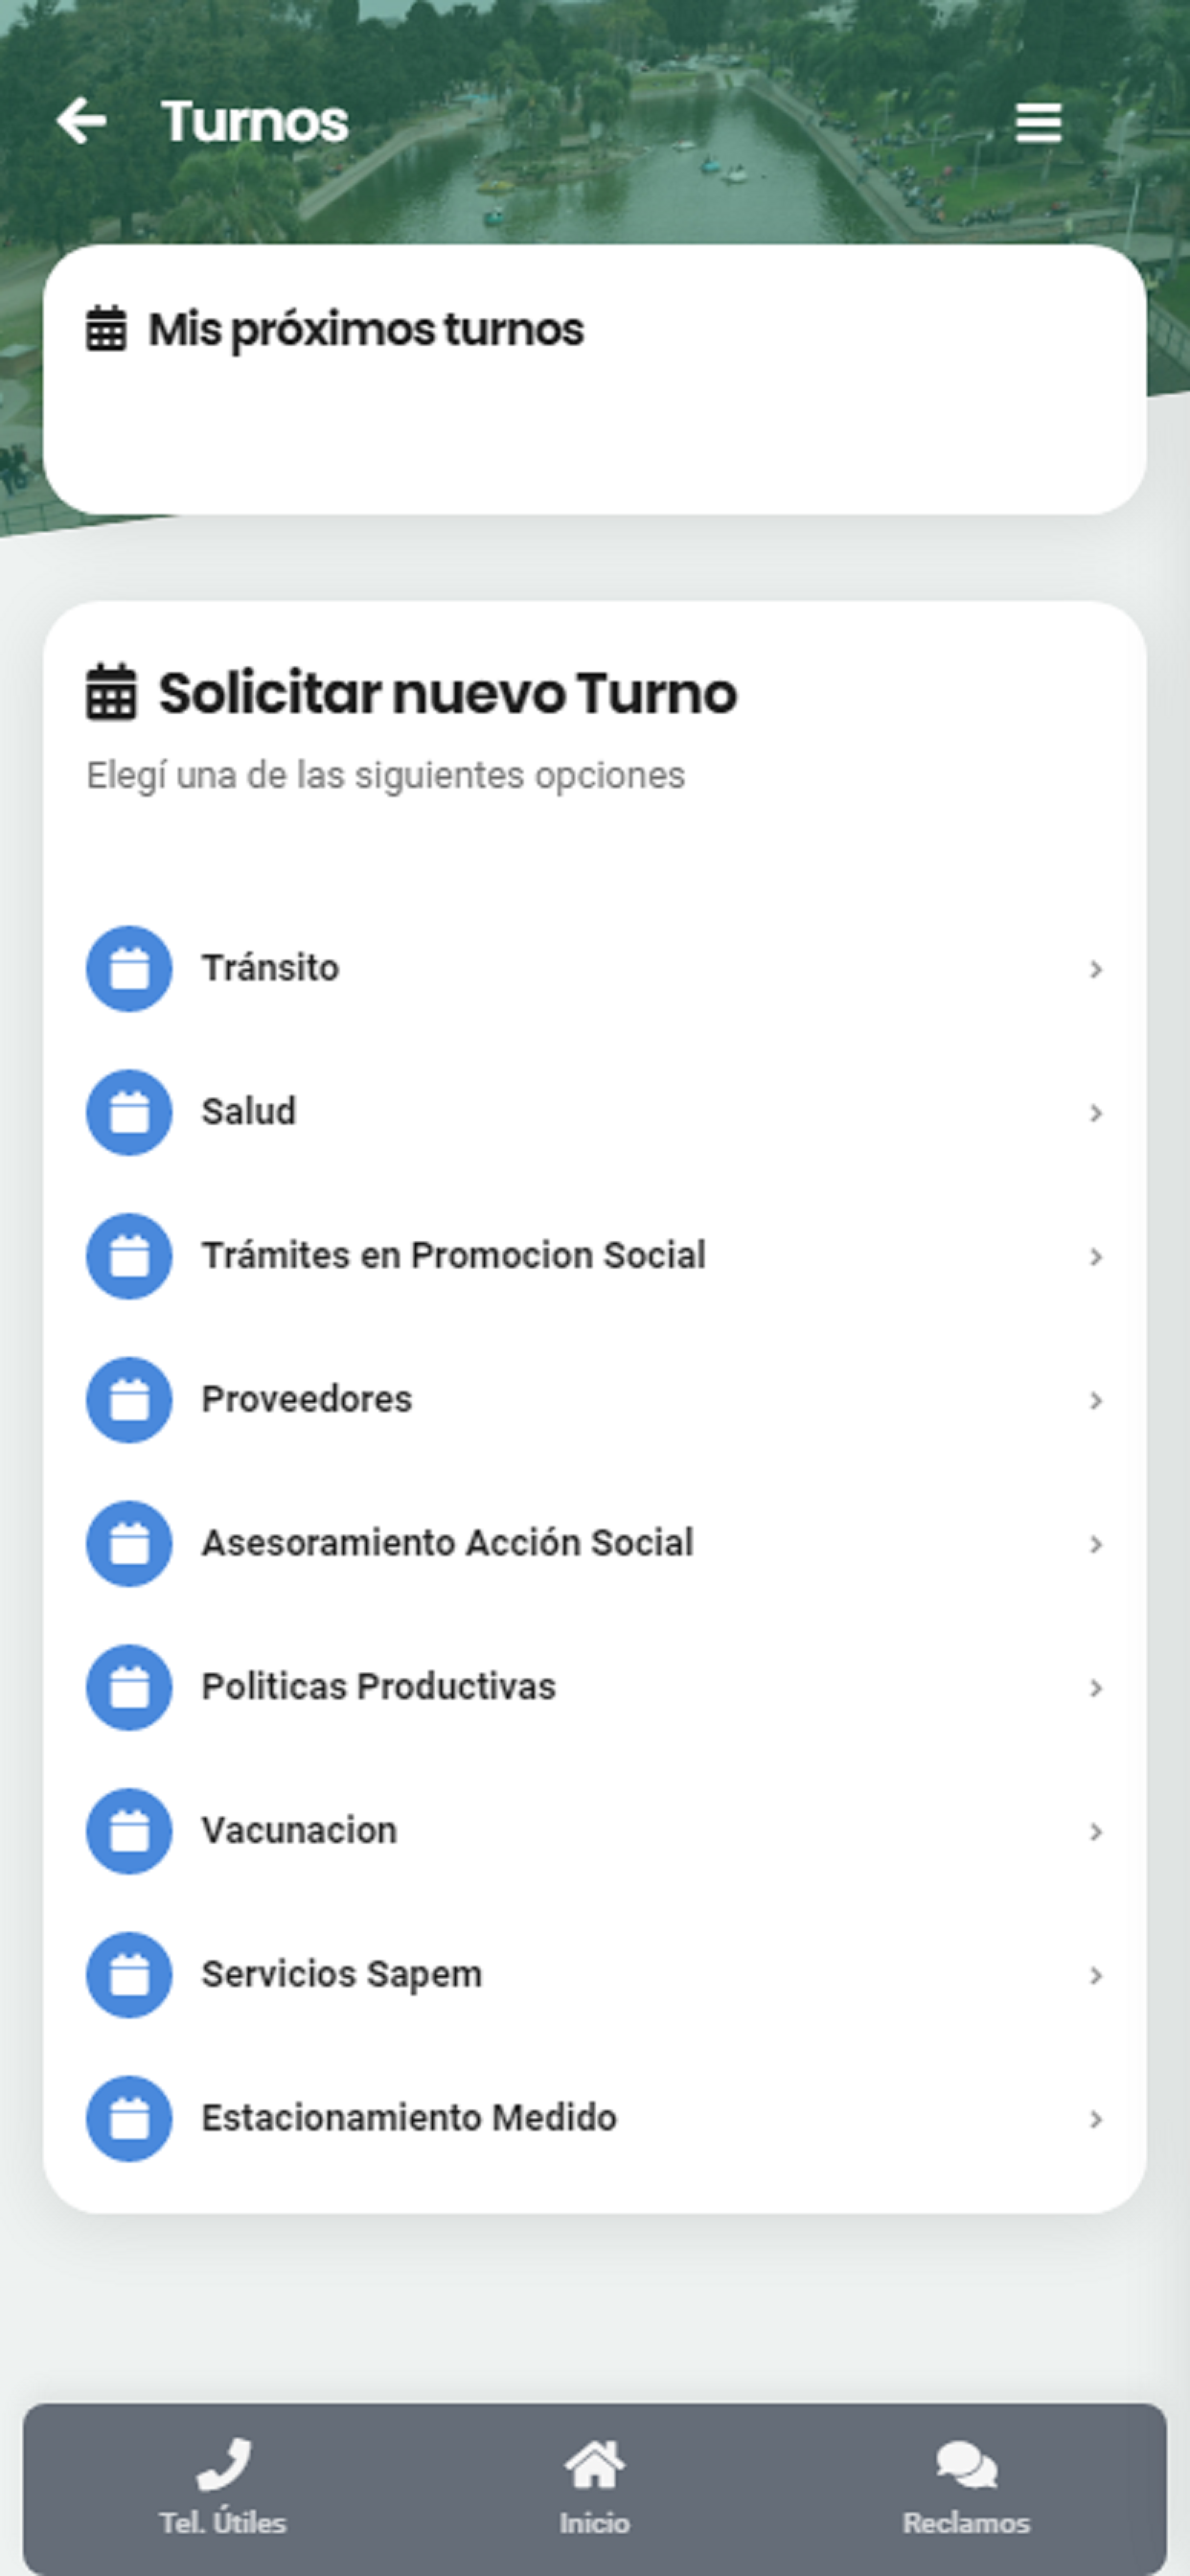 Turnos
Mis próximos turnos
Solicitar nuevo Turno
Elegí una de las siguientes opciones
Tránsito
Salud
Trámites en Promocion Social
Proveedores
Asesoramiento Acción Social
Politicas Productivas
Vacunacion
Servicios Sapem
Estacionamiento Medido
Tel. Útiles
Inicio
Reclamos